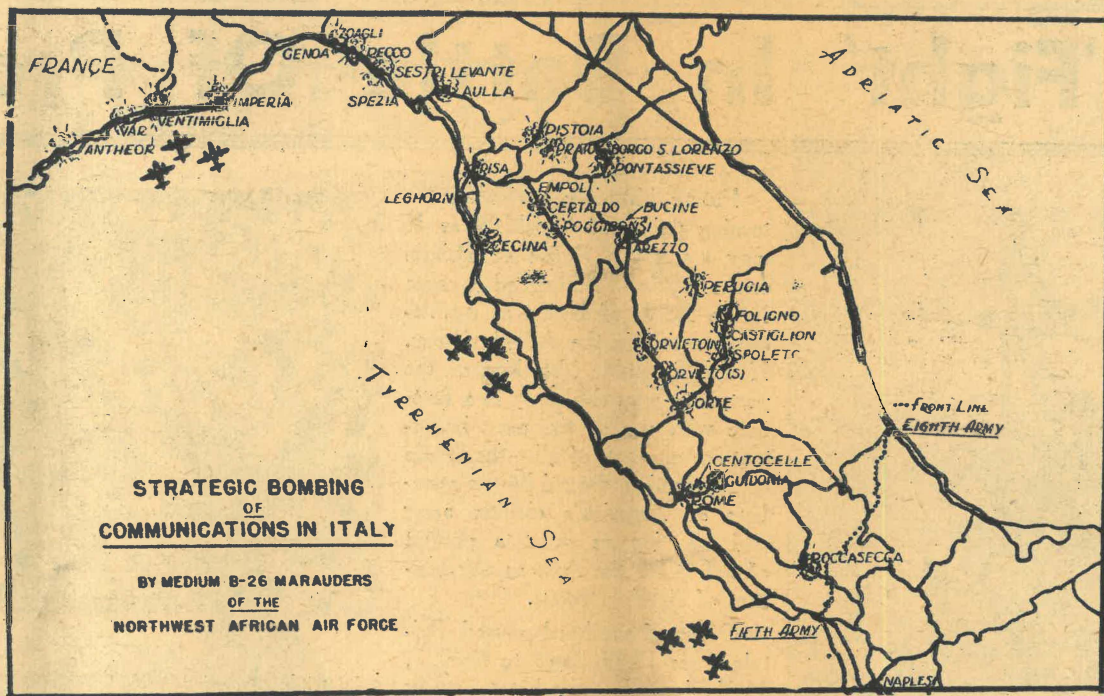 FRANCE
ZOAGLI
GENOA
RECCO
SESTRI LEVANTE
AULLA
SPEZIA
IMPERIA
VENTIMIGLIA
VAR
ANTHEOR
ADRIATIC SEA
PISTOIA
PRATO
BORGO S. LORENZO
PONTASSIEVE
PISA
LEGHORN
EMPOLI
CERTALDO
BUCINE
POGGIBONSI
CECINA
AREZZO
PERUGIA
FOLIGNO
CASTIGLION
SPOLETO
ORVIETO(N)
ORVIETO(S)
ORTE
TYRRHENIAN SEA
FRONT LINE
EIGHTH ARMY
CENTOCELLE
GUIDONIA
ROME
ROCCASECCA
FIFTH ARMY
NAPLES
STRATEGIC BOMBING
OF
COMMUNICATIONS IN ITALY
BY MEDIUM B-26 MARAUDERS
OF THE
NORTHWEST AFRICAN AIR FORCE